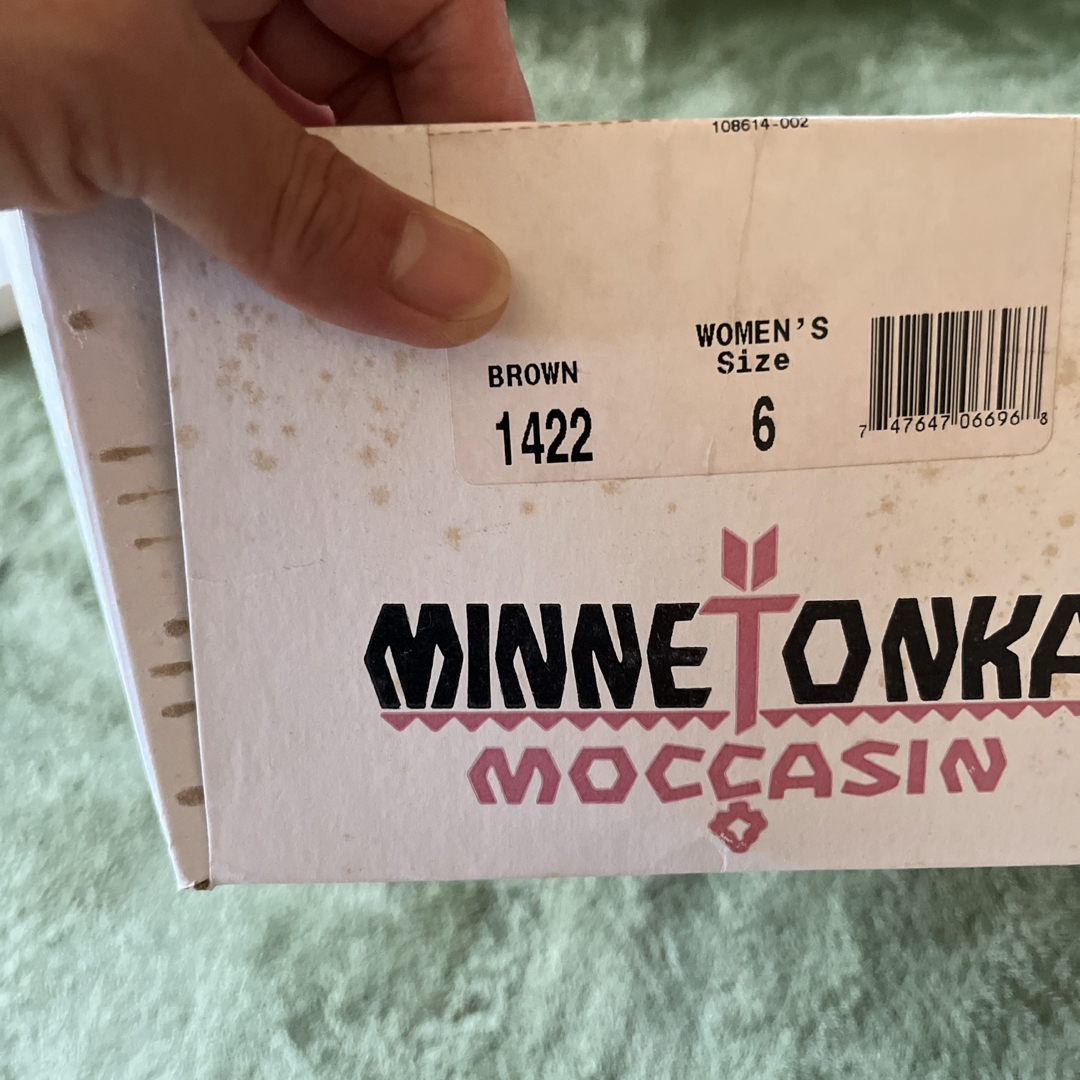 108614-002
WOMEN'S
Size
BROWN
1422
6
7 47647 06696 8
MINNETONKA
MOCCASIN